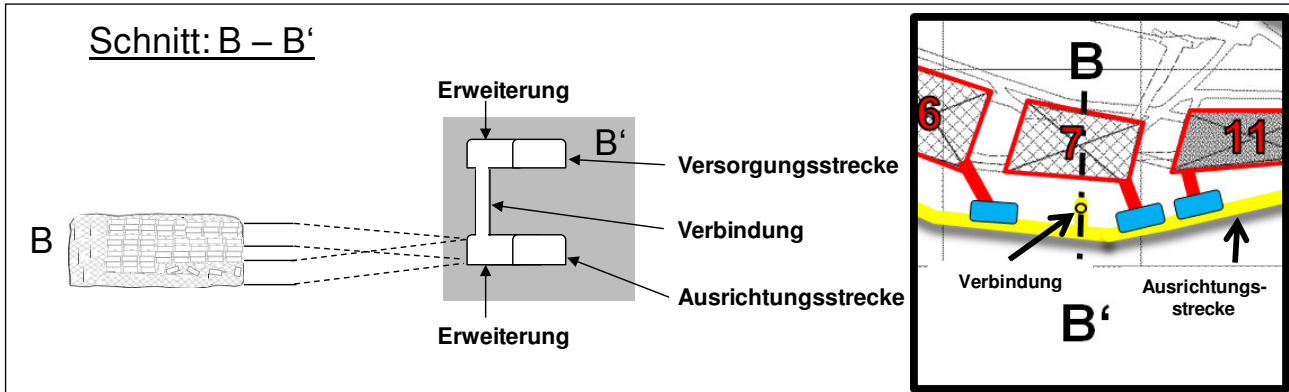 Schnitt: B – B‘
Erweiterung
B‘
Versorgungsstrecke
B
Verbindung
Ausrichtungsstrecke
Erweiterung
B
6
7
11
Verbindung
Ausrichtungs-
strecke
B‘